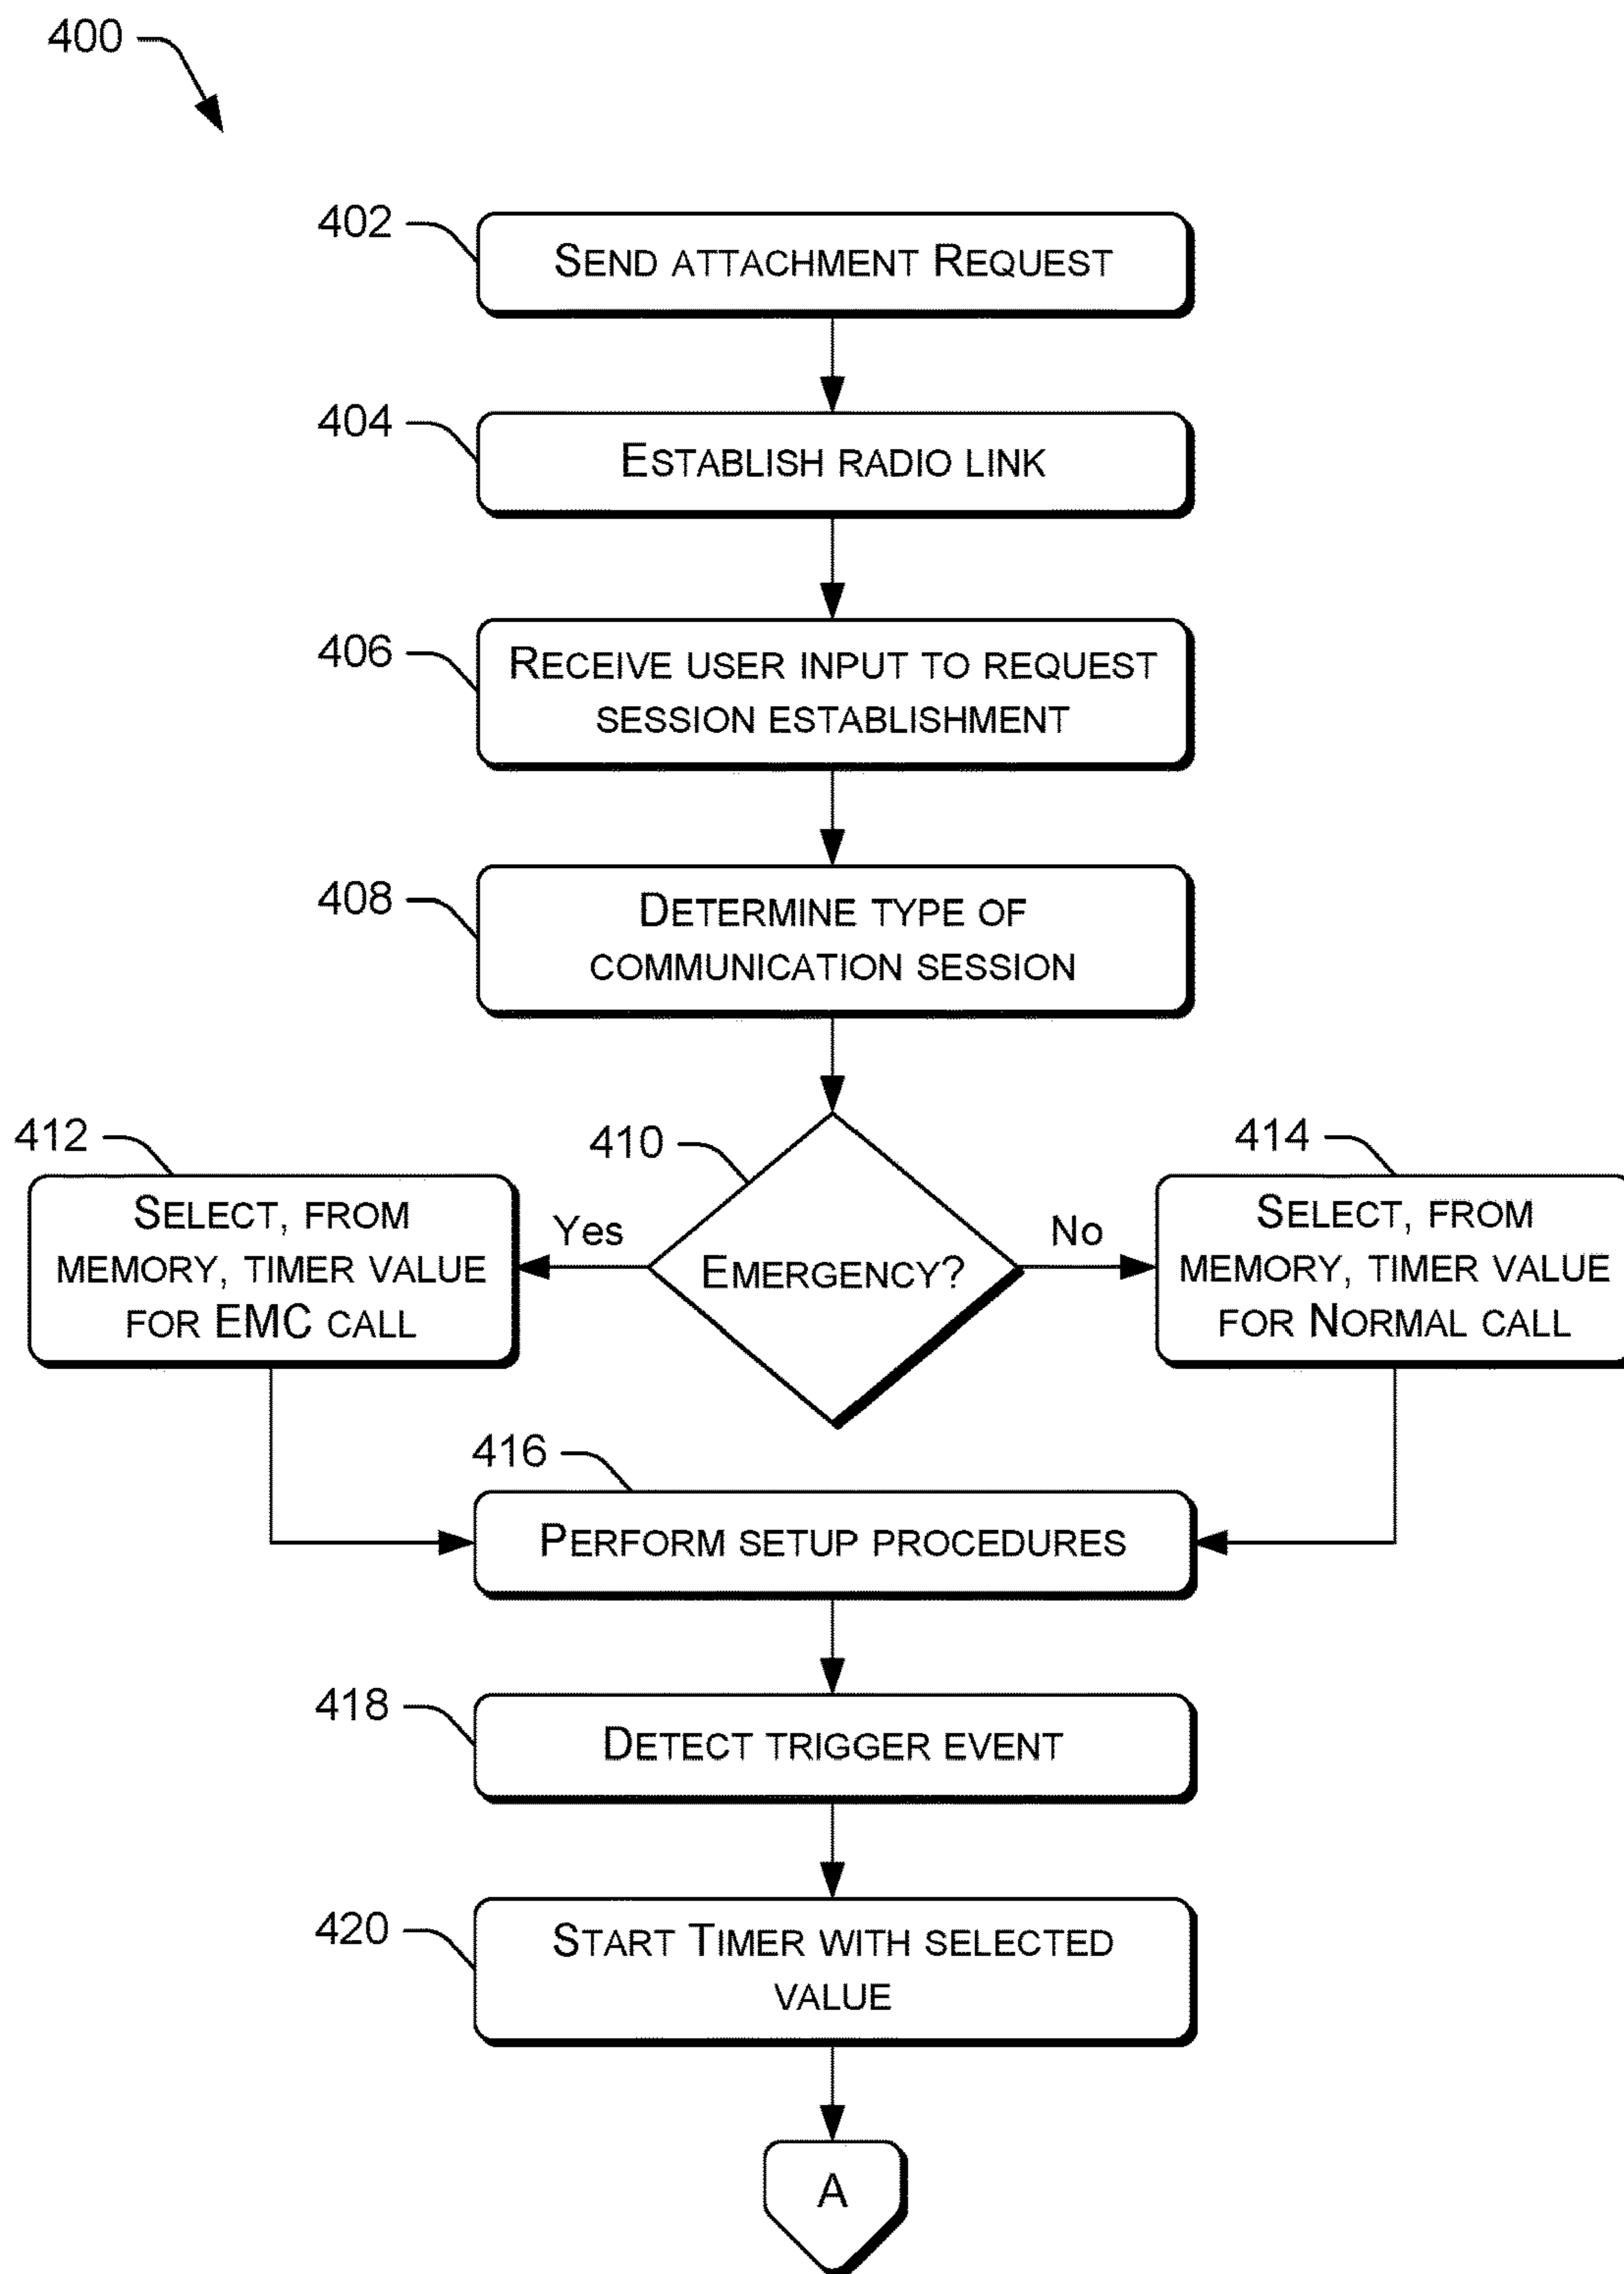 400
402
SEND ATTACHMENT REQUEST
404
ESTABLISH RADIO LINK
406
RECEIVE USER INPUT TO REQUEST
SESSION ESTABLISHMENT
408
DETERMINE TYPE OF
COMMUNICATION SESSION
410
EMERGENCY?
Yes
No
412
SELECT, FROM
MEMORY, TIMER VALUE
FOR EMC CALL
414
SELECT, FROM
MEMORY, TIMER VALUE
FOR NORMAL CALL
416
PERFORM SETUP PROCEDURES
418
DETECT TRIGGER EVENT
420
START TIMER WITH SELECTED
VALUE
A